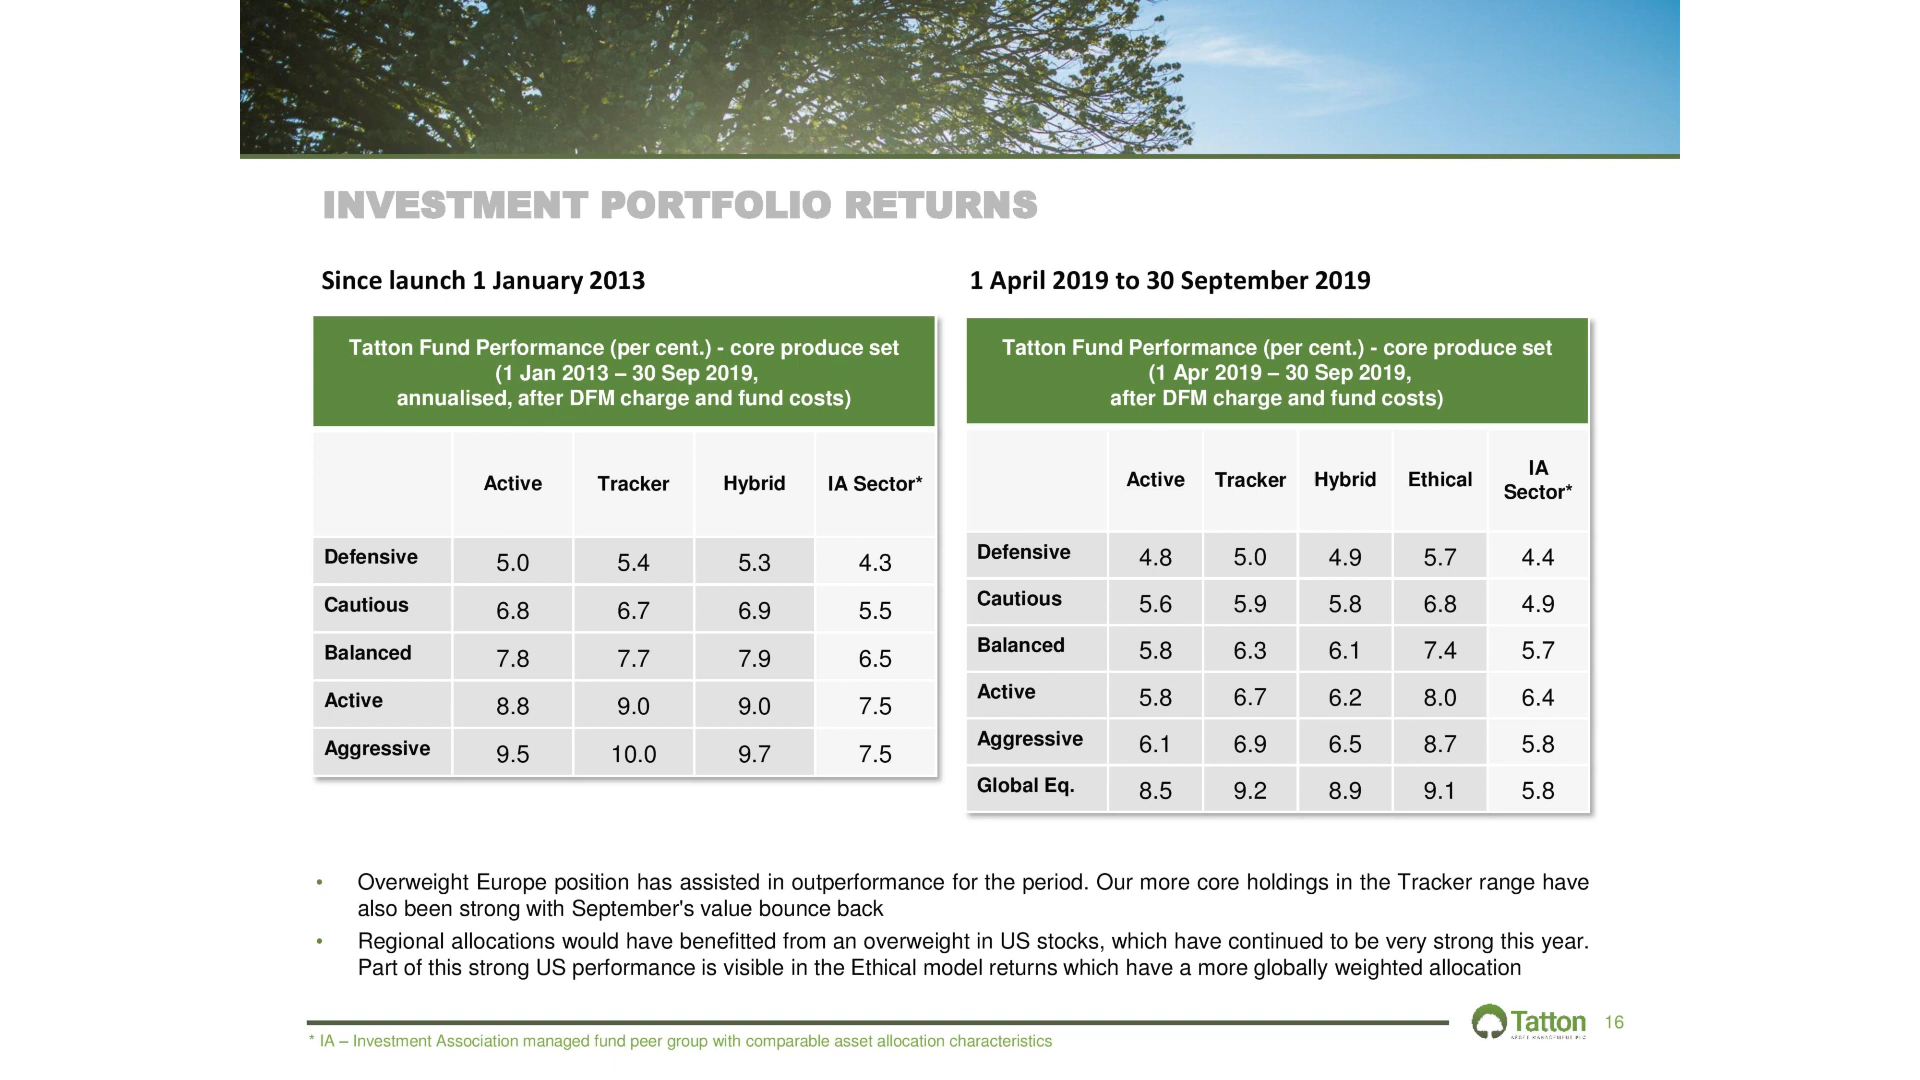 INVESTMENT PORTFOLIO RETURNS
Since launch 1 January 2013
Tatton Fund Performance (per cent.) - core produce set
(1 Jan 2013 – 30 Sep 2019,
annualised, after DFM charge and fund costs)
Active Tracker Hybrid IA Sector*
Defensive 5.0 5.4 5.3 4.3
Cautious 6.8 6.7 6.9 5.5
Balanced 7.8 7.7 7.9 6.5
Active 8.8 9.0 9.0 7.5
Aggressive 9.5 10.0 9.7 7.5
1 April 2019 to 30 September 2019
Tatton Fund Performance (per cent.) - core produce set
(1 Apr 2019 – 30 Sep 2019,
after DFM charge and fund costs)
Active Tracker Hybrid Ethical IA
Sector*
Defensive 4.8 5.0 4.9 5.7 4.4
Cautious 5.6 5.9 5.8 6.8 4.9
Balanced 5.8 6.3 6.1 7.4 5.7
Active 5.8 6.7 6.2 8.0 6.4
Aggressive 6.1 6.9 6.5 8.7 5.8
Global Eq. 8.5 9.2 8.9 9.1 5.8
• Overweight Europe position has assisted in outperformance for the period. Our more core holdings in the Tracker range have
also been strong with September's value bounce back
• Regional allocations would have benefitted from an overweight in US stocks, which have continued to be very strong this year.
Part of this strong US performance is visible in the Ethical model returns which have a more globally weighted allocation
Tatton
ASSET MANAGEMENT PLC
16
* IA – Investment Association managed fund peer group with comparable asset allocation characteristics